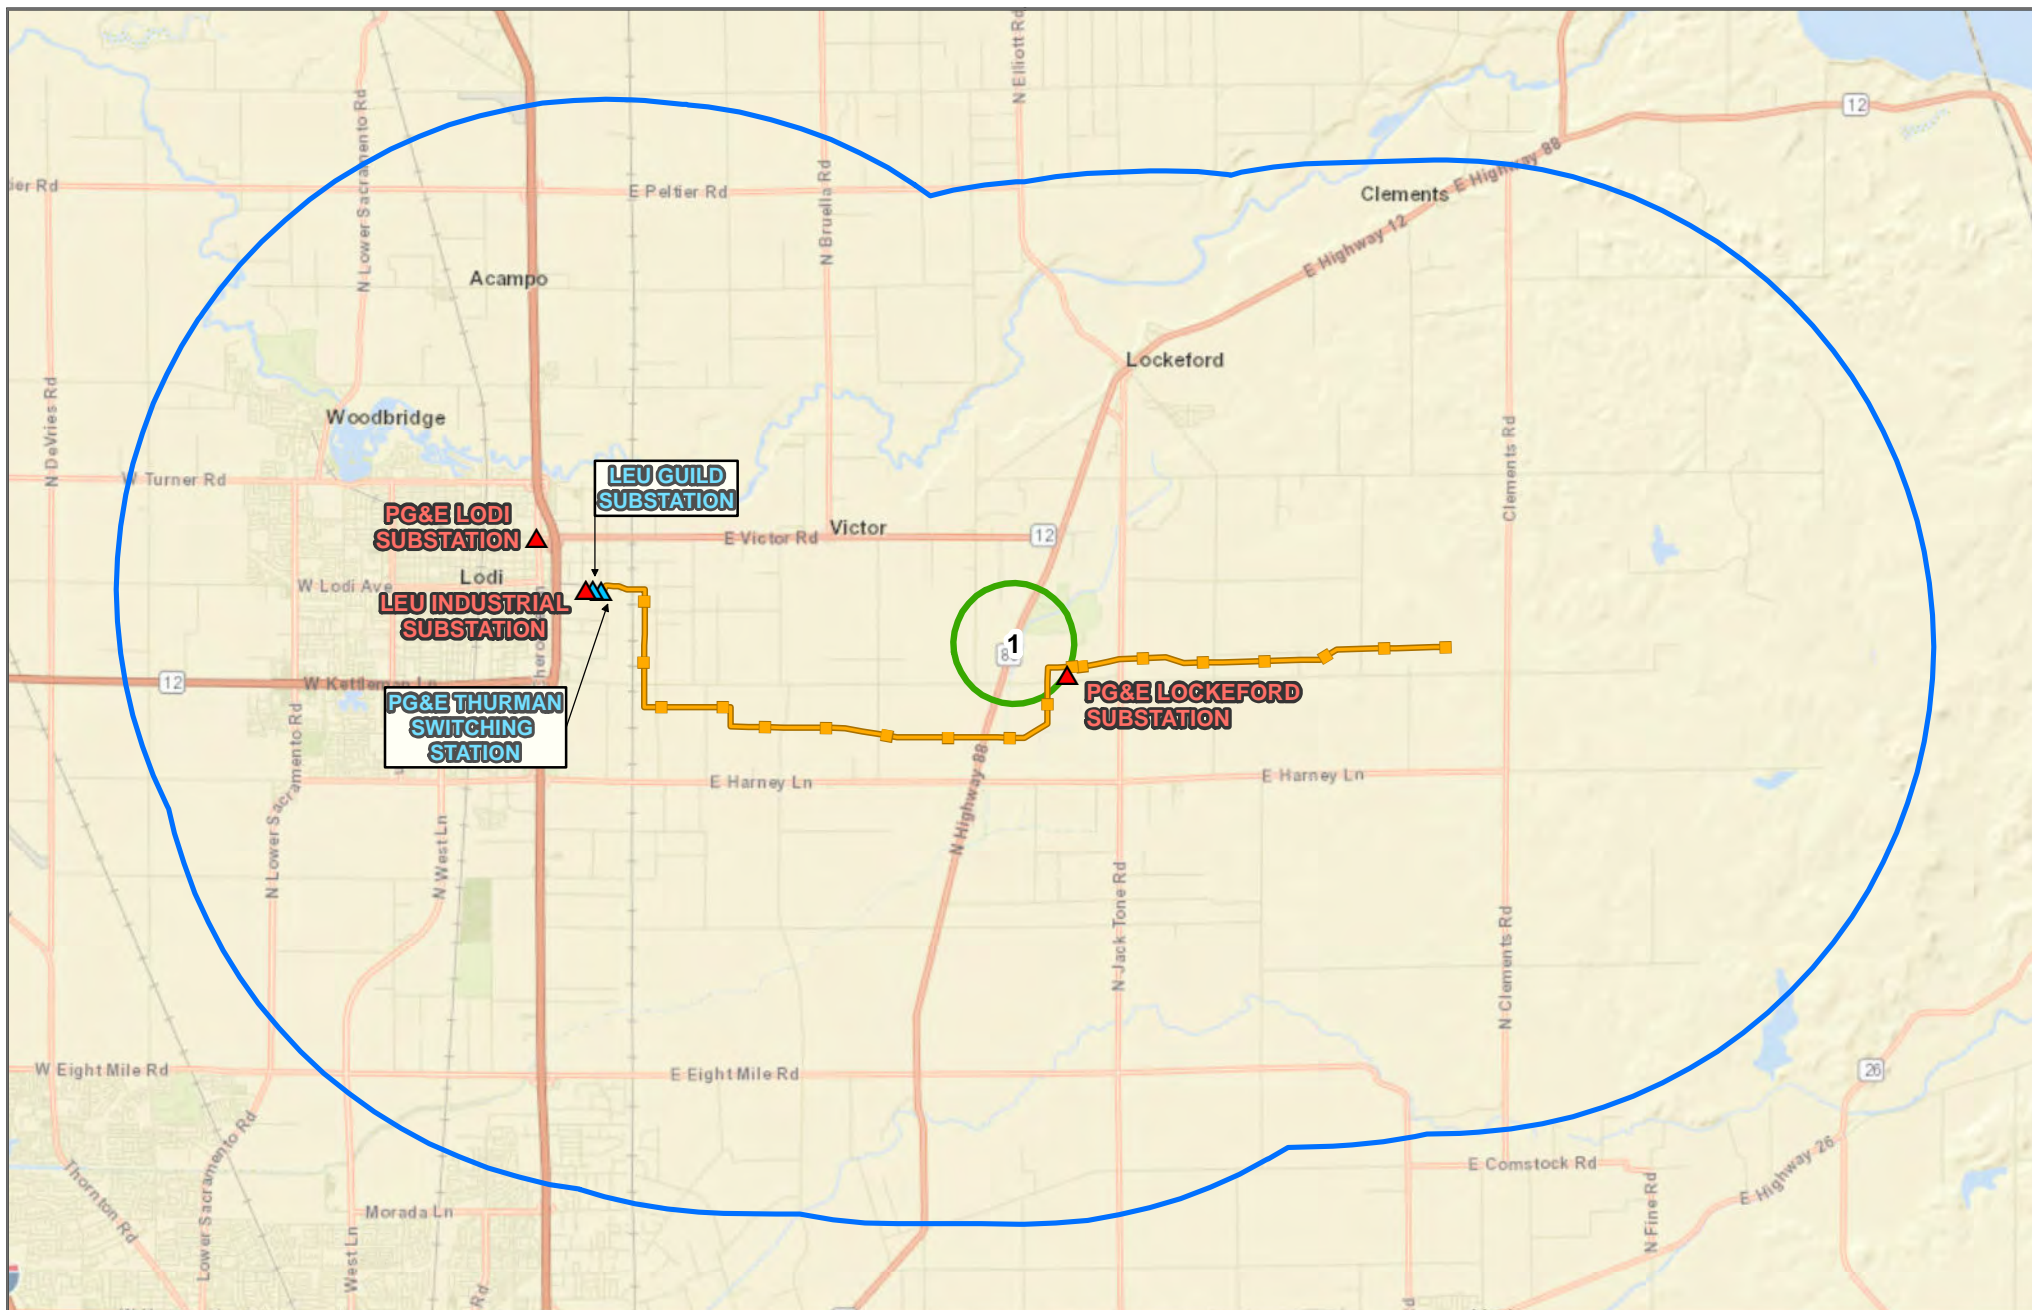 N Elliott Rd
12
N Lower Sacramento Rd
E Highway 88
E Peltier Rd
N Bruella Rd
Clements
E Highway 12
Acampo
Lockeford
N DeVries Rd
Woodbridge
Clements Rd
W Turner Rd
LEU GUILD
SUBSTATION
PG&E LODI
SUBSTATION
E Victor Rd
Victor
12
Lodi
W Lodi Ave
LEU INDUSTRIAL
SUBSTATION
1
12
W Kettleman Ln
PG&E LOCKEFORD
SUBSTATION
PG&E THURMAN
SWITCHING
STATION
N Lower Sacramento Rd
E Harney Ln
E Harney Ln
N Highway 88
N West Ln
N Jack Tone Rd
N Clements Rd
W Eight Mile Rd
E Eight Mile Rd
26
Thornton Rd
Lower Sacramento Rd
E Comstock Rd
E Highway 26
N Fine Rd
Morada Ln
West Ln
Rd